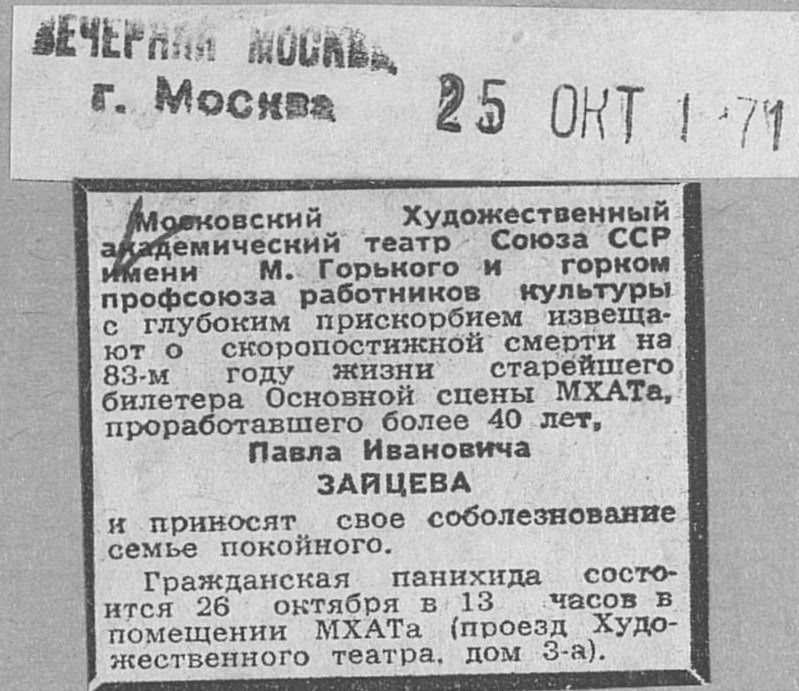 ВЕЧЕРНЯЯ МОСКВА
г. Москва
25 ОКТ 1971
Московский Художественный
академический театр Союза ССР
имени М. Горького и горком
профсоюза работников культуры
с глубоким прискорбием извеща-
ют о скоропостижной смерти на
83-м году жизни старейшего
билетера Основной сцены МХАТа,
проработавшего более 40 лет,
Павла Ивановича
ЗАЙЦЕВА
и приносят свое соболезнование
семье покойного.
Гражданская панихида состо-
ится 26 октября в 13 часов в
помещении МХАТа (проезд Худо-
жественного театра, дом 3-а).